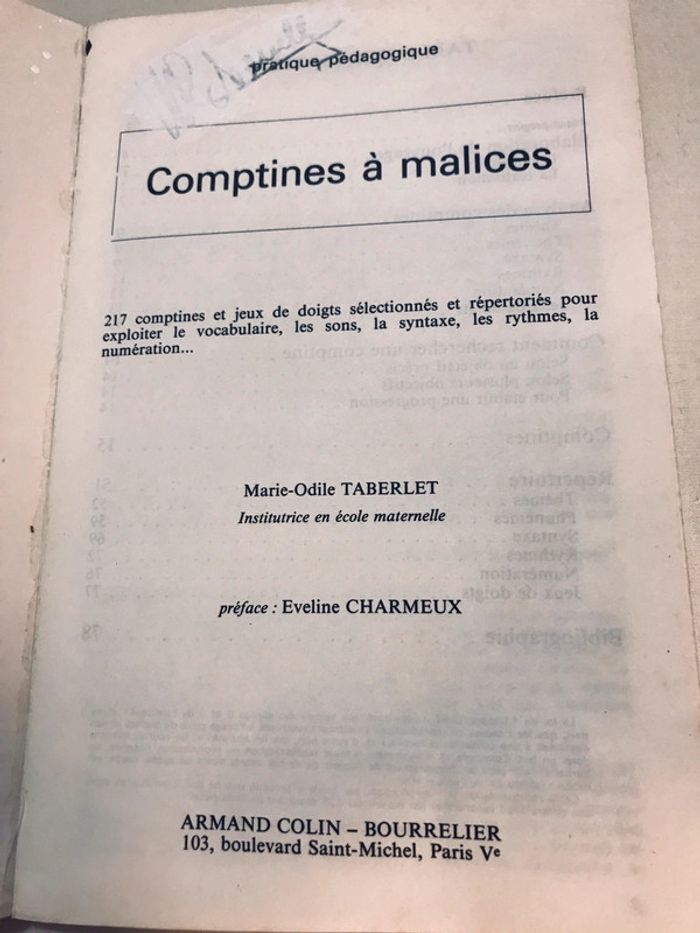 pratique pédagogique
Comptines à malices
217 comptines et jeux de doigts sélectionnés et répertoriés pour
exploiter le vocabulaire, les sons, la syntaxe, les rythmes, la
numération...
Marie-Odile TABERLET
Institutrice en école maternelle
préface : Eveline CHARMEUX
ARMAND COLIN – BOURRELIER
103, boulevard Saint-Michel, Paris Vᵉ